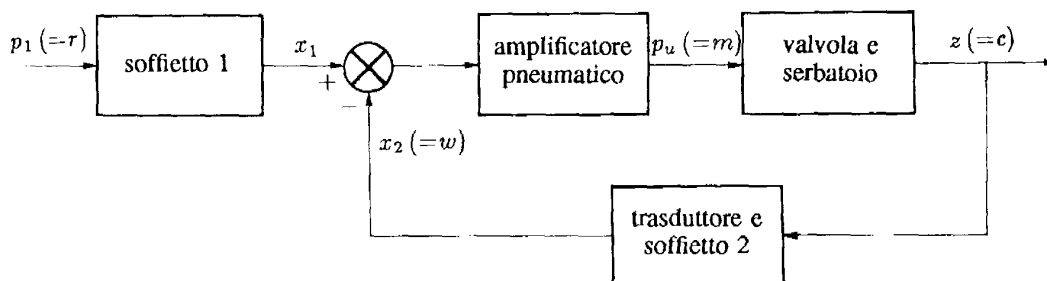 p₁ (=r)
soffietto 1
x₁
+
−
amplificatore
pneumatico
pᵤ (=m)
valvola e
serbatoio
z (=c)
x₂ (=w)
trasduttore e
soffietto 2